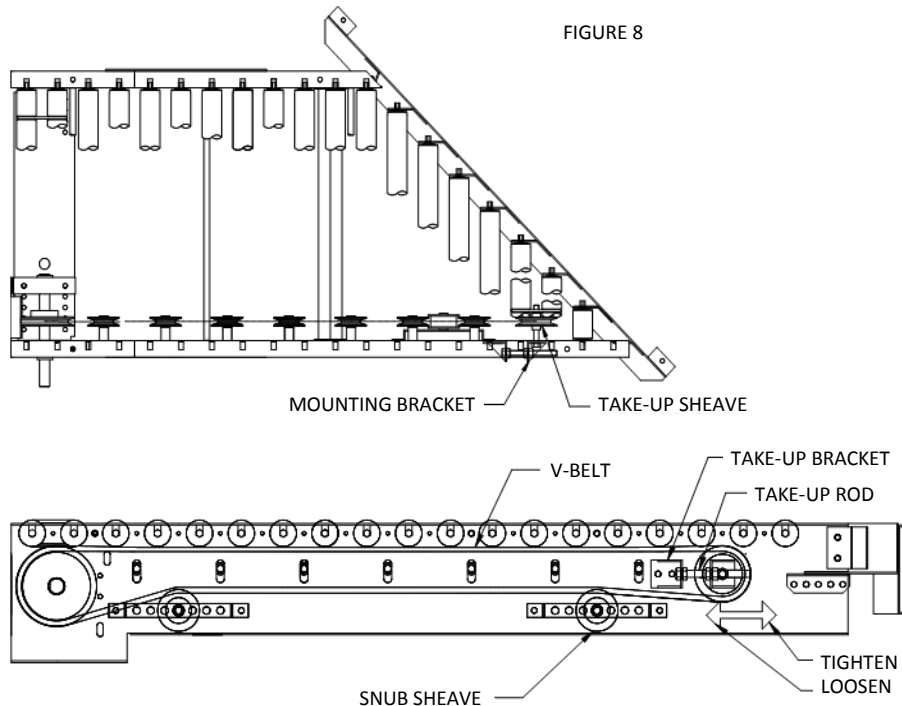 FIGURE 8
MOUNTING BRACKET
TAKE-UP SHEAVE
V-BELT
TAKE-UP BRACKET
TAKE-UP ROD
TIGHTEN
LOOSEN
SNUB SHEAVE